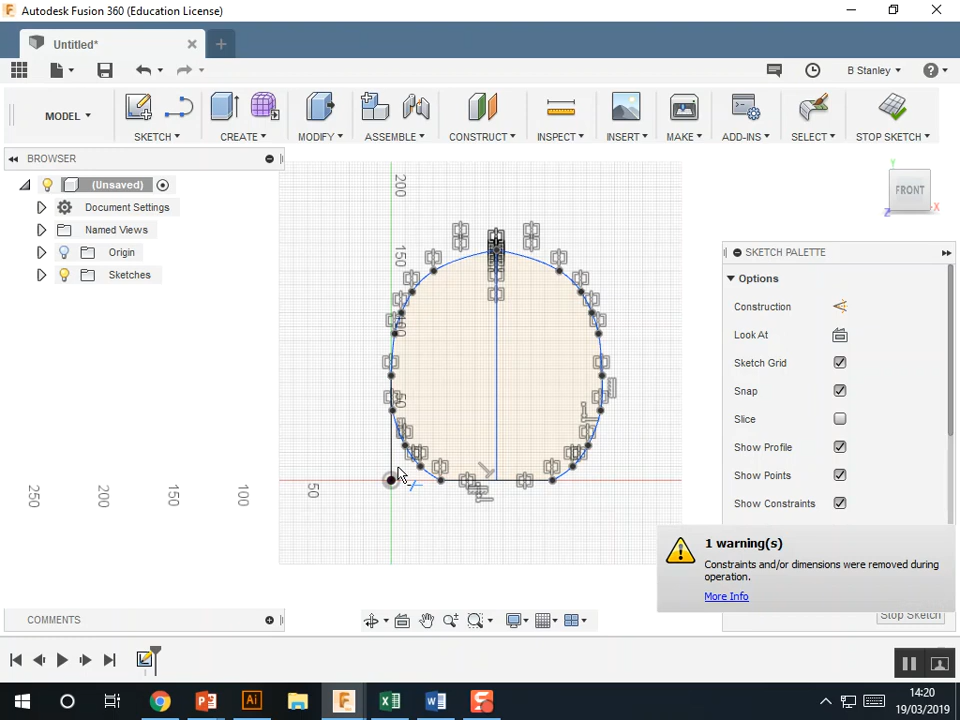 Autodesk Fusion 360 (Education License)
Untitled*
B Stanley
MODEL
SKETCH
CREATE
MODIFY
ASSEMBLE
CONSTRUCT
INSPECT
INSERT
MAKE
ADD-INS
SELECT
STOP SKETCH
BROWSER
(Unsaved)
Document Settings
Named Views
Origin
Sketches
200
150
100
50
250
200
150
100
50
Y
FRONT
X
Z
SKETCH PALETTE
Options
Construction
Look At
Sketch Grid
Snap
Slice
Show Profile
Show Points
Show Constraints
1 warning(s)
Constraints and/or dimensions were removed during
operation.
More Info
Stop Sketch
COMMENTS
14:20
19/03/2019